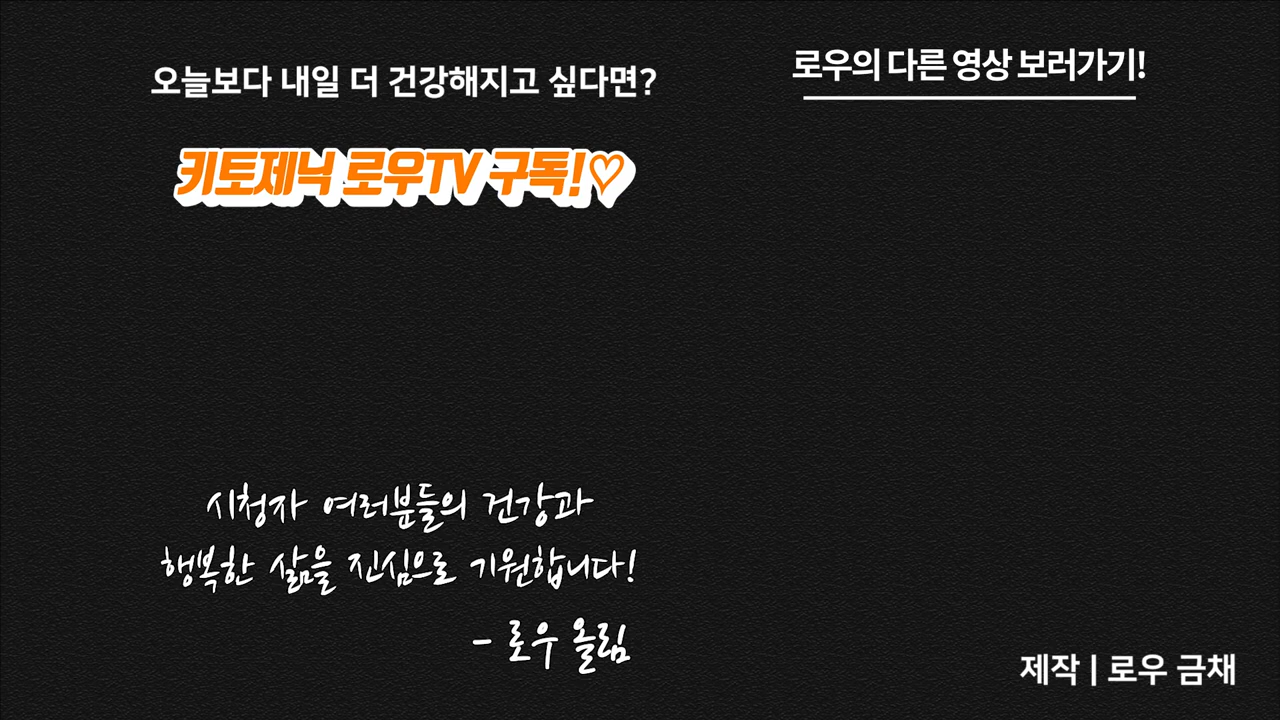 오늘보다 내일 더 건강해지고 싶다면?
키토제닉 로우TV 구독!♡
로우의 다른 영상 보러가기!
시청자 여러분들의 건강과
행복한 삶을 진심으로 기원합니다!
- 로우 올림
제작 | 로우 금채